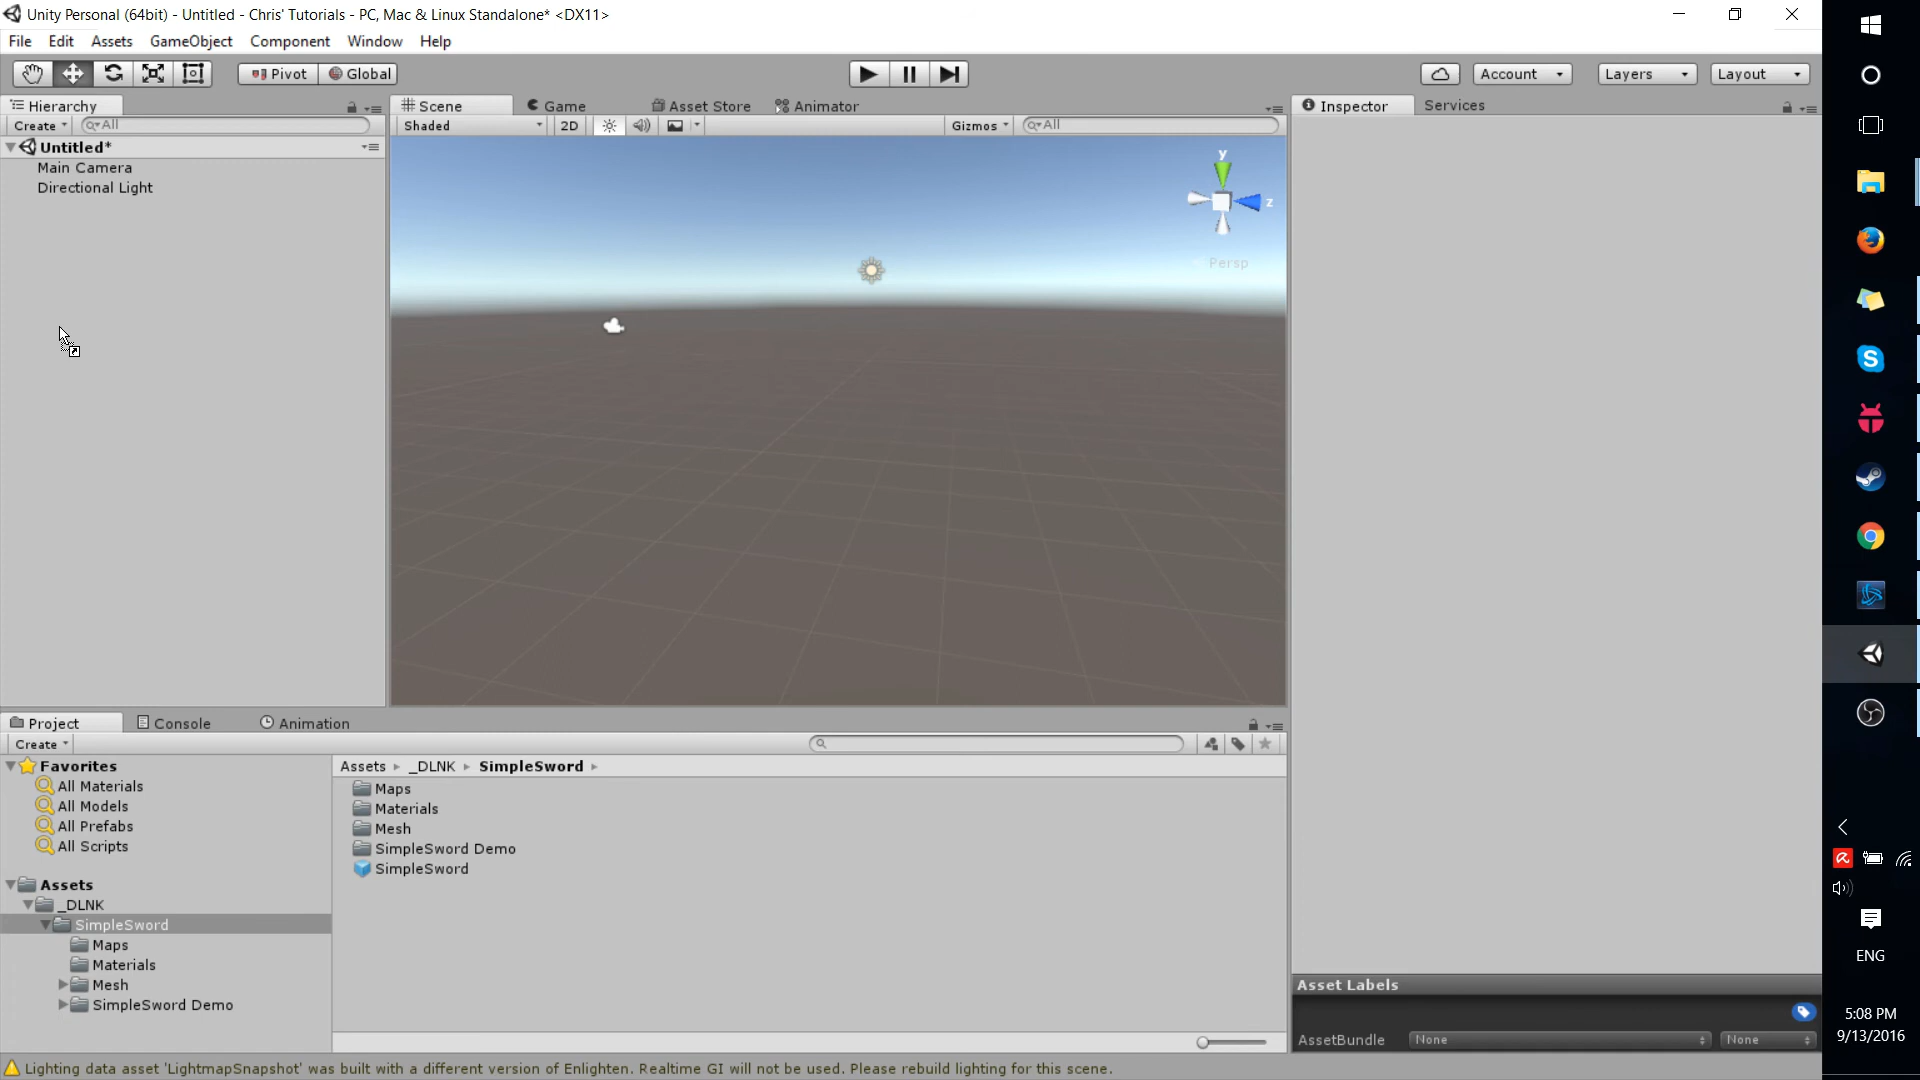 Unity Personal (64bit) - Untitled - Chris' Tutorials - PC, Mac & Linux Standalone* <DX11>
File Edit Assets GameObject Component Window Help
Pivot Global Account Layers Layout
Hierarchy Scene Game Asset Store Animator Inspector Services
Create All Shaded 2D Gizmos All
Untitled*
Main Camera
Directional Light
y
z
Persp
Project Console Animation
Create
Favorites Assets _DLNK SimpleSword
All Materials Maps
All Models Materials
All Prefabs Mesh
All Scripts SimpleSword Demo
SimpleSword
Assets
_DLNK
SimpleSword
Maps
Materials
Mesh
SimpleSword Demo
Asset Labels
AssetBundle None None
Lighting data asset 'LightmapSnapshot' was built with a different version of Enlighten. Realtime GI will not be used. Please rebuild lighting for this scene.
ENG
5:08 PM
9/13/2016